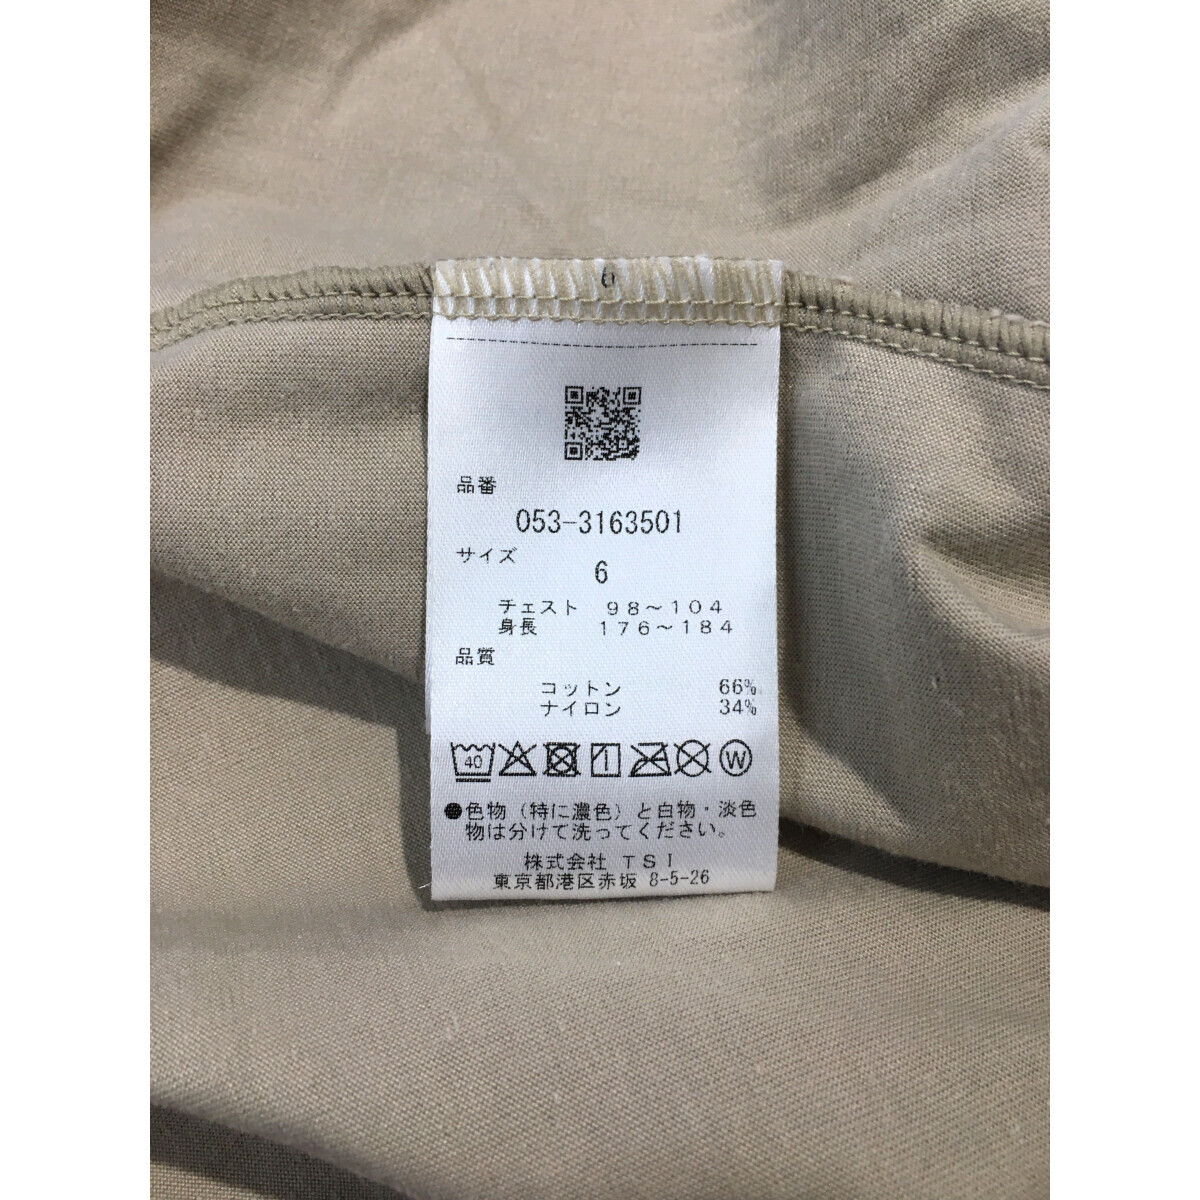 6
品番
053-3163501
サイズ
6
チェスト 98～104
身長 176～184
品質
コットン 66%
ナイロン 34%
40
W
●色物（特に濃色）と白物・淡色
物は分けて洗ってください。
株式会社 TSI
東京都港区赤坂 8-5-26